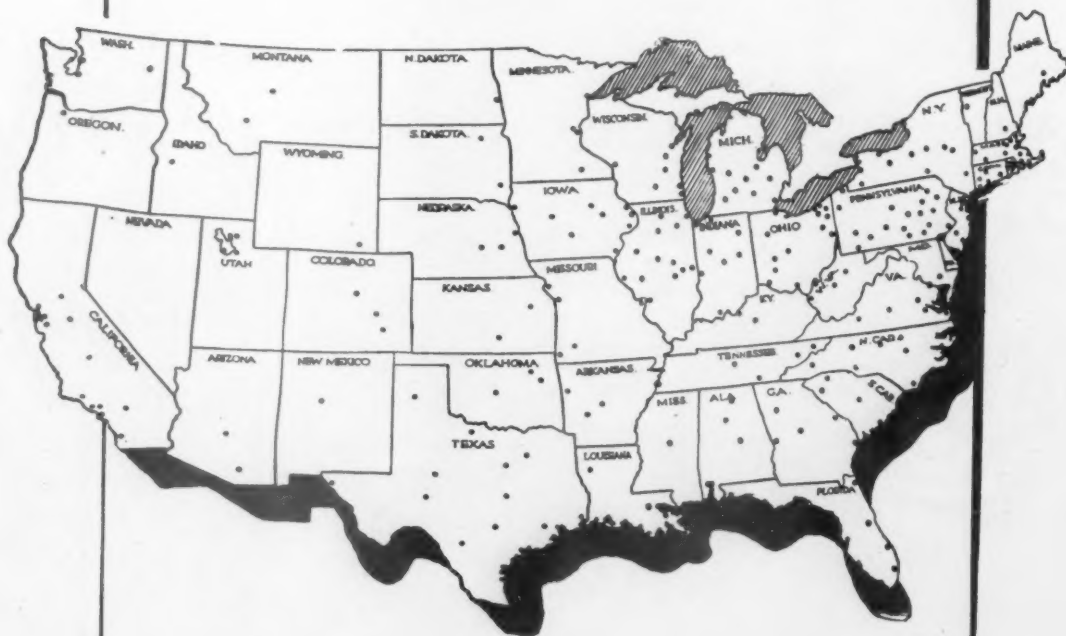 WASH.
MONTANA
N. DAKOTA.
MINNESOTA.
MAINE.
OREGON.
IDAHO
S. DAKOTA.
WISCONSIN.
MICH.
N.Y.
WYOMING.
IOWA.
NEBRASKA.
ILLINOIS.
INDIANA
OHIO
PENNSYLVANIA.
NEVADA
UTAH
COLORADO.
KANSAS.
MISSOURI
KY.
VA.
MD.
CALIFORNIA
ARIZONA
NEW MEXICO
OKLAHOMA
ARKANSAS.
TENNESSEE.
N. CAR.
S. CAR.
MISS.
ALA.
GA.
TEXAS
LOUISIANA
FLORIDA